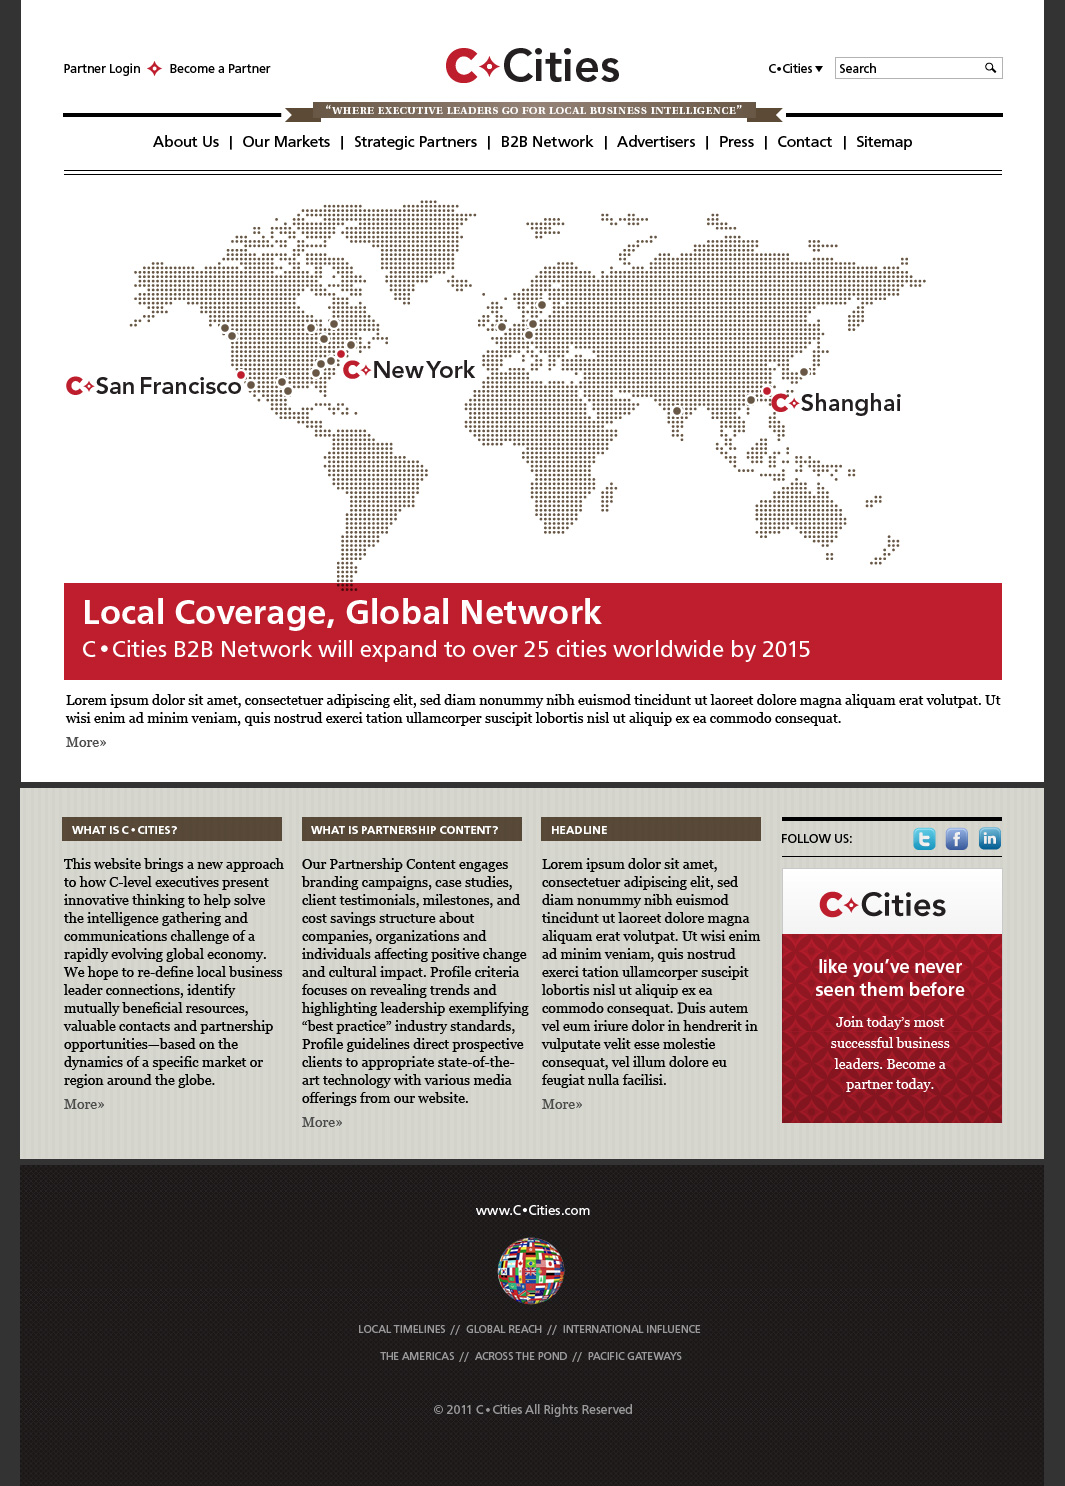 Partner Login Become a Partner
C Cities
C•Cities Search
“WHERE EXECUTIVE LEADERS GO FOR LOCAL BUSINESS INTELLIGENCE”
About Us | Our Markets | Strategic Partners | B2B Network | Advertisers | Press | Contact | Sitemap
C New York
C San Francisco
C Shanghai
Local Coverage, Global Network
C•Cities B2B Network will expand to over 25 cities worldwide by 2015
Lorem ipsum dolor sit amet, consectetuer adipiscing elit, sed diam nonummy nibh euismod tincidunt ut laoreet dolore magna aliquam erat volutpat. Ut
wisi enim ad minim veniam, quis nostrud exerci tation ullamcorper suscipit lobortis nisl ut aliquip ex ea commodo consequat.
More»
WHAT IS C•CITIES?
This website brings a new approach
to how C-level executives present
innovative thinking to help solve
the intelligence gathering and
communications challenge of a
rapidly evolving global economy.
We hope to re-define local business
leader connections, identify
mutually beneficial resources,
valuable contacts and partnership
opportunities—based on the
dynamics of a specific market or
region around the globe.
More»
WHAT IS PARTNERSHIP CONTENT?
Our Partnership Content engages
branding campaigns, case studies,
client testimonials, milestones, and
cost savings structure about
companies, organizations and
individuals affecting positive change
and cultural impact. Profile criteria
focuses on revealing trends and
highlighting leadership exemplifying
“best practice” industry standards,
Profile guidelines direct prospective
clients to appropriate state-of-the-
art technology with various media
offerings from our website.
More»
HEADLINE
Lorem ipsum dolor sit amet,
consectetuer adipiscing elit, sed
diam nonummy nibh euismod
tincidunt ut laoreet dolore magna
aliquam erat volutpat. Ut wisi enim
ad minim veniam, quis nostrud
exerci tation ullamcorper suscipit
lobortis nisl ut aliquip ex ea
commodo consequat. Duis autem
vel eum iriure dolor in hendrerit in
vulputate velit esse molestie
consequat, vel illum dolore eu
feugiat nulla facilisi.
More»
FOLLOW US: t f in
C Cities
like you’ve never
seen them before
Join today’s most
successful business
leaders. Become a
partner today.
www.C•Cities.com
LOCAL TIMELINES // GLOBAL REACH // INTERNATIONAL INFLUENCE
THE AMERICAS // ACROSS THE POND // PACIFIC GATEWAYS
© 2011 C•Cities All Rights Reserved